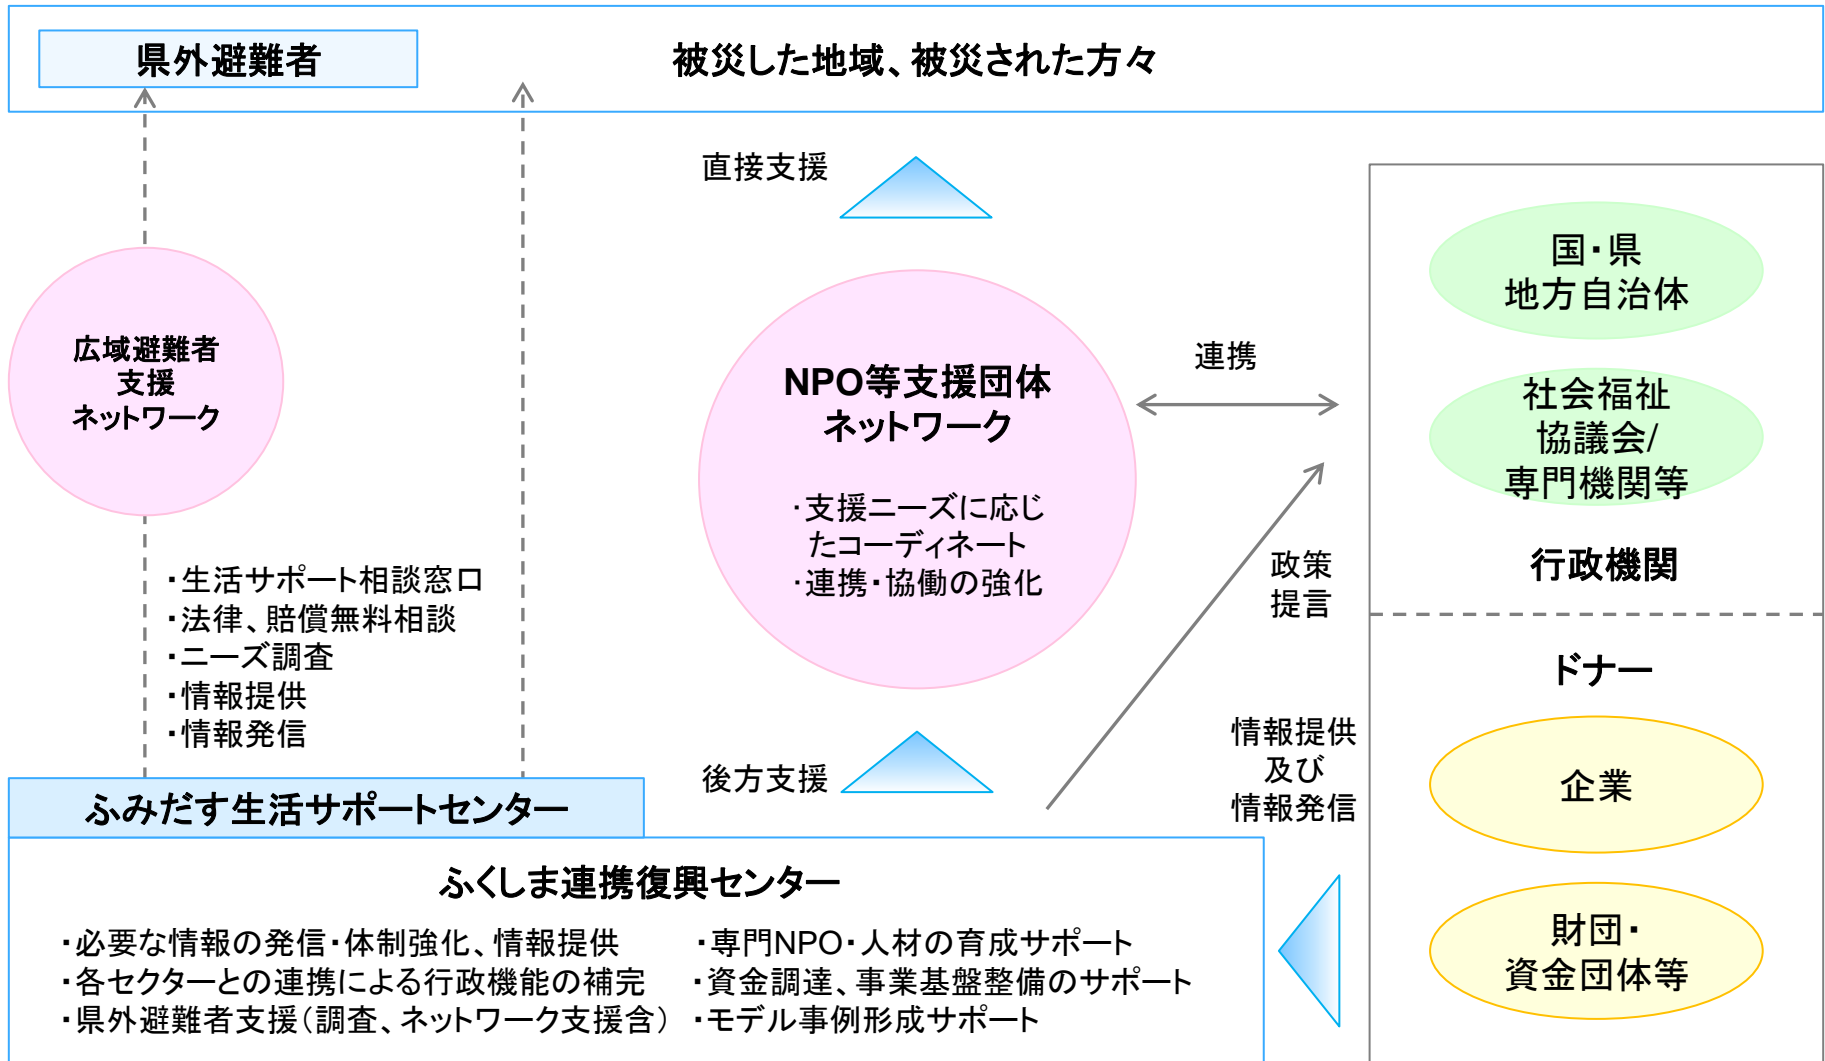 県外避難者
被災した地域、被災された方々
直接支援
国・県
地方自治体
広域避難者
支援
ネットワーク
NPO等支援団体
ネットワーク
・支援ニーズに応じ
たコーディネート
・連携・協働の強化
連携
社会福祉
協議会/
専門機関等
行政機関
政策
提言
・生活サポート相談窓口
・法律、賠償無料相談
・ニーズ調査
・情報提供
・情報発信
ドナー
企業
財団・
資金団体等
情報提供
及び
情報発信
後方支援
ふみだす生活サポートセンター
ふくしま連携復興センター
・必要な情報の発信・体制強化、情報提供
・各セクターとの連携による行政機能の補完
・県外避難者支援（調査、ネットワーク支援含）
・専門NPO・人材の育成サポート
・資金調達、事業基盤整備のサポート
・モデル事例形成サポート